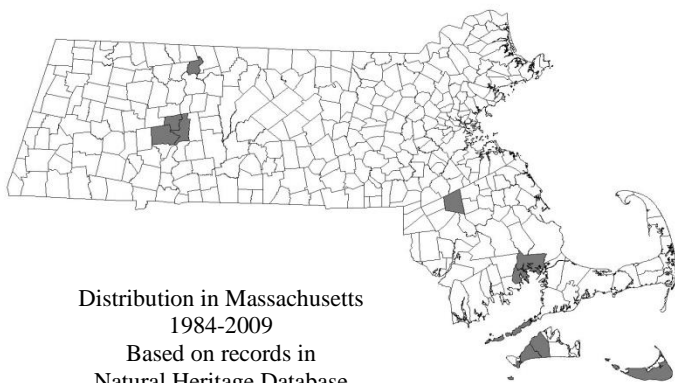 Distribution in Massachusetts
1984-2009
Based on records in
Natural Heritage Database